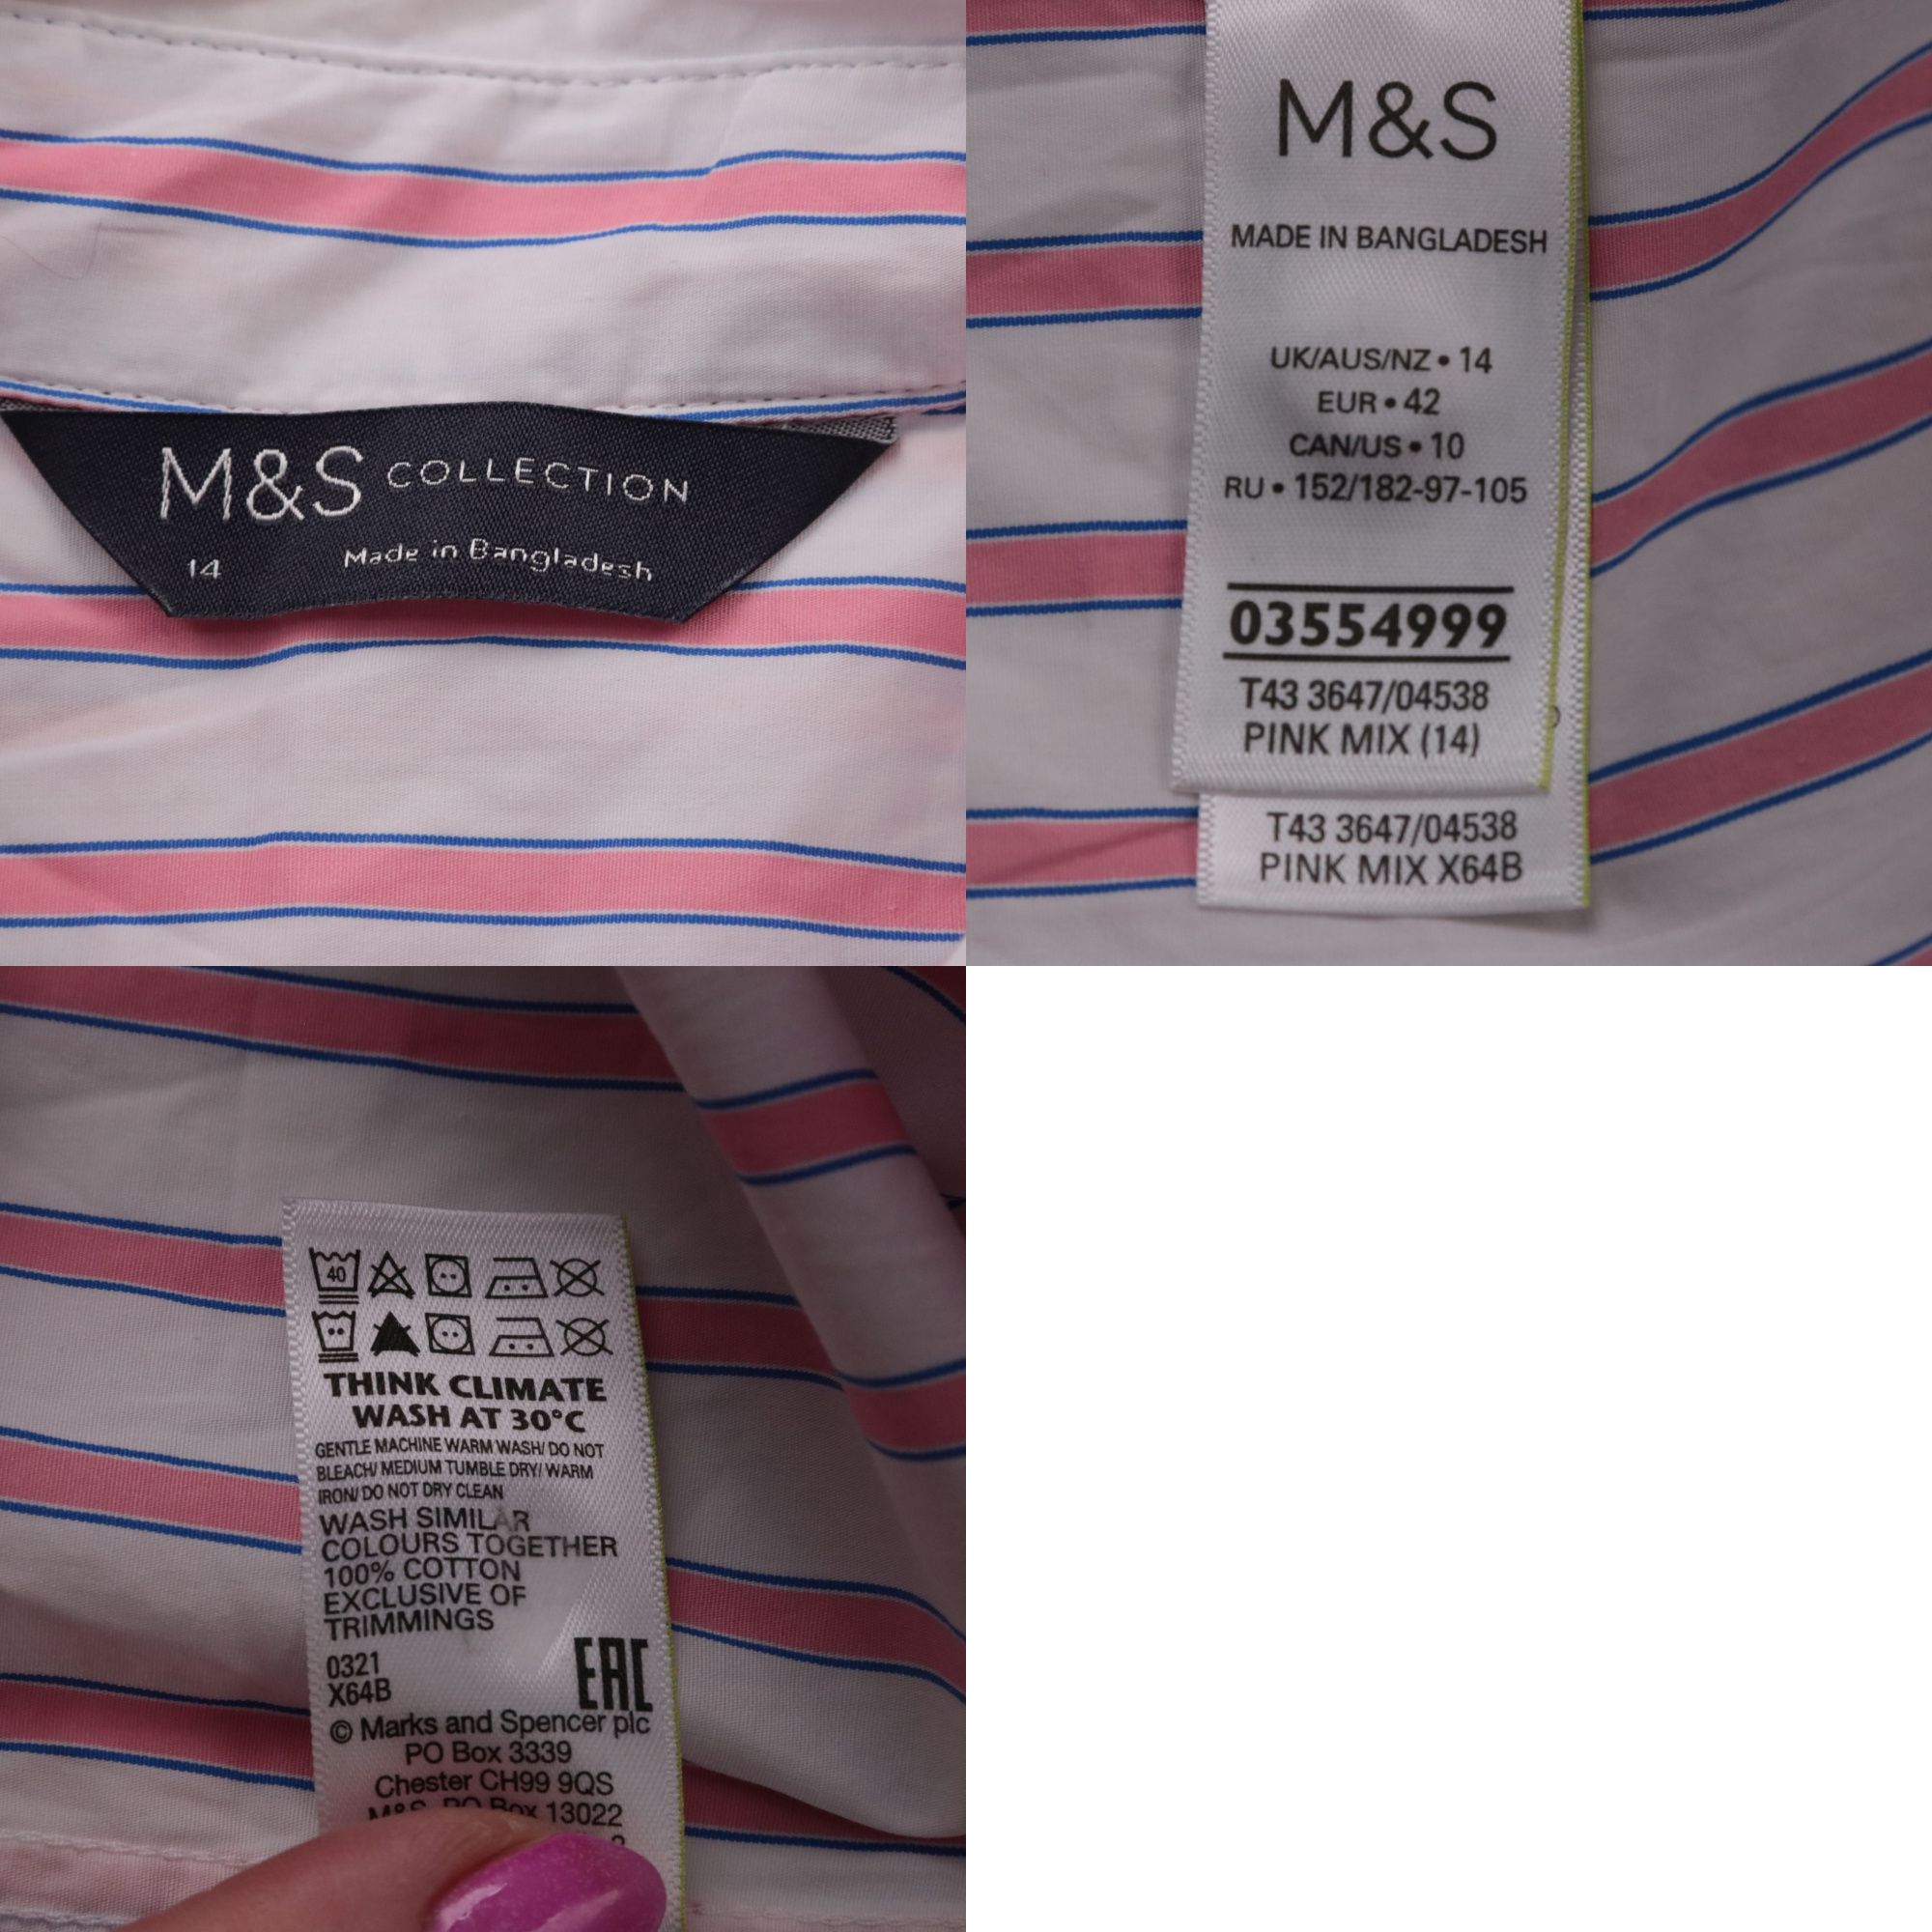 M&S COLLECTION
14 Made in Bangladesh
M&S
MADE IN BANGLADESH
UK/AUS/NZ • 14
EUR • 42
CAN/US • 10
RU • 152/182-97-105
03554999
T43 3647/04538
PINK MIX (14)
T43 3647/04538
PINK MIX X64B
40
THINK CLIMATE
WASH AT 30°C
GENTLE MACHINE WARM WASH/ DO NOT
BLEACH/ MEDIUM TUMBLE DRY/ WARM
IRON/ DO NOT DRY CLEAN
WASH SIMILAR
COLOURS TOGETHER
100% COTTON
EXCLUSIVE OF
TRIMMINGS
0321
X64B
EAC
© Marks and Spencer plc
PO Box 3339
Chester CH99 9QS
M&S, PO Box 13022